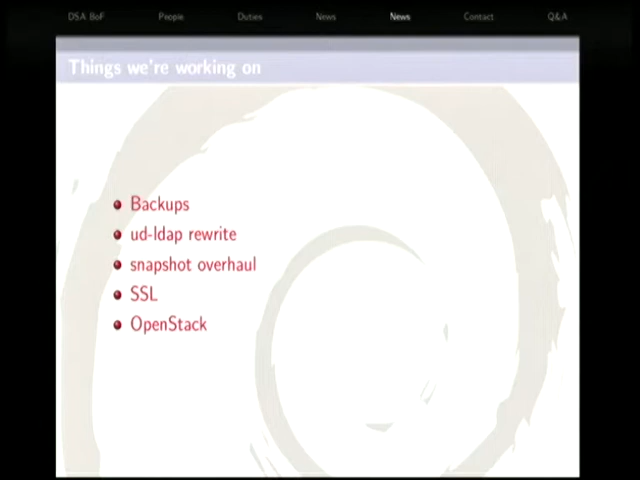 DSA BoF People Duties News News Contact Q&A
Things we're working on
Backups
ud-ldap rewrite
snapshot overhaul
SSL
OpenStack